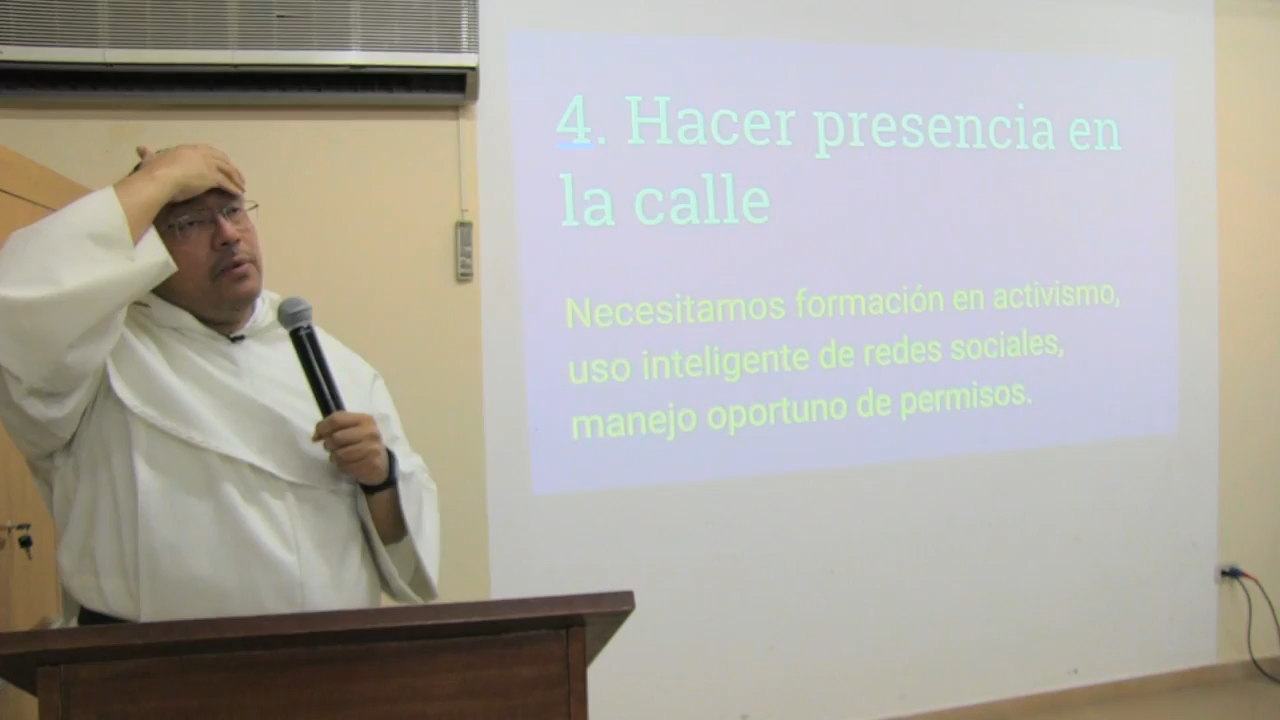 4. Hacer presencia en
la calle
Necesitamos formación en activismo,
uso inteligente de redes sociales,
manejo oportuno de permisos.